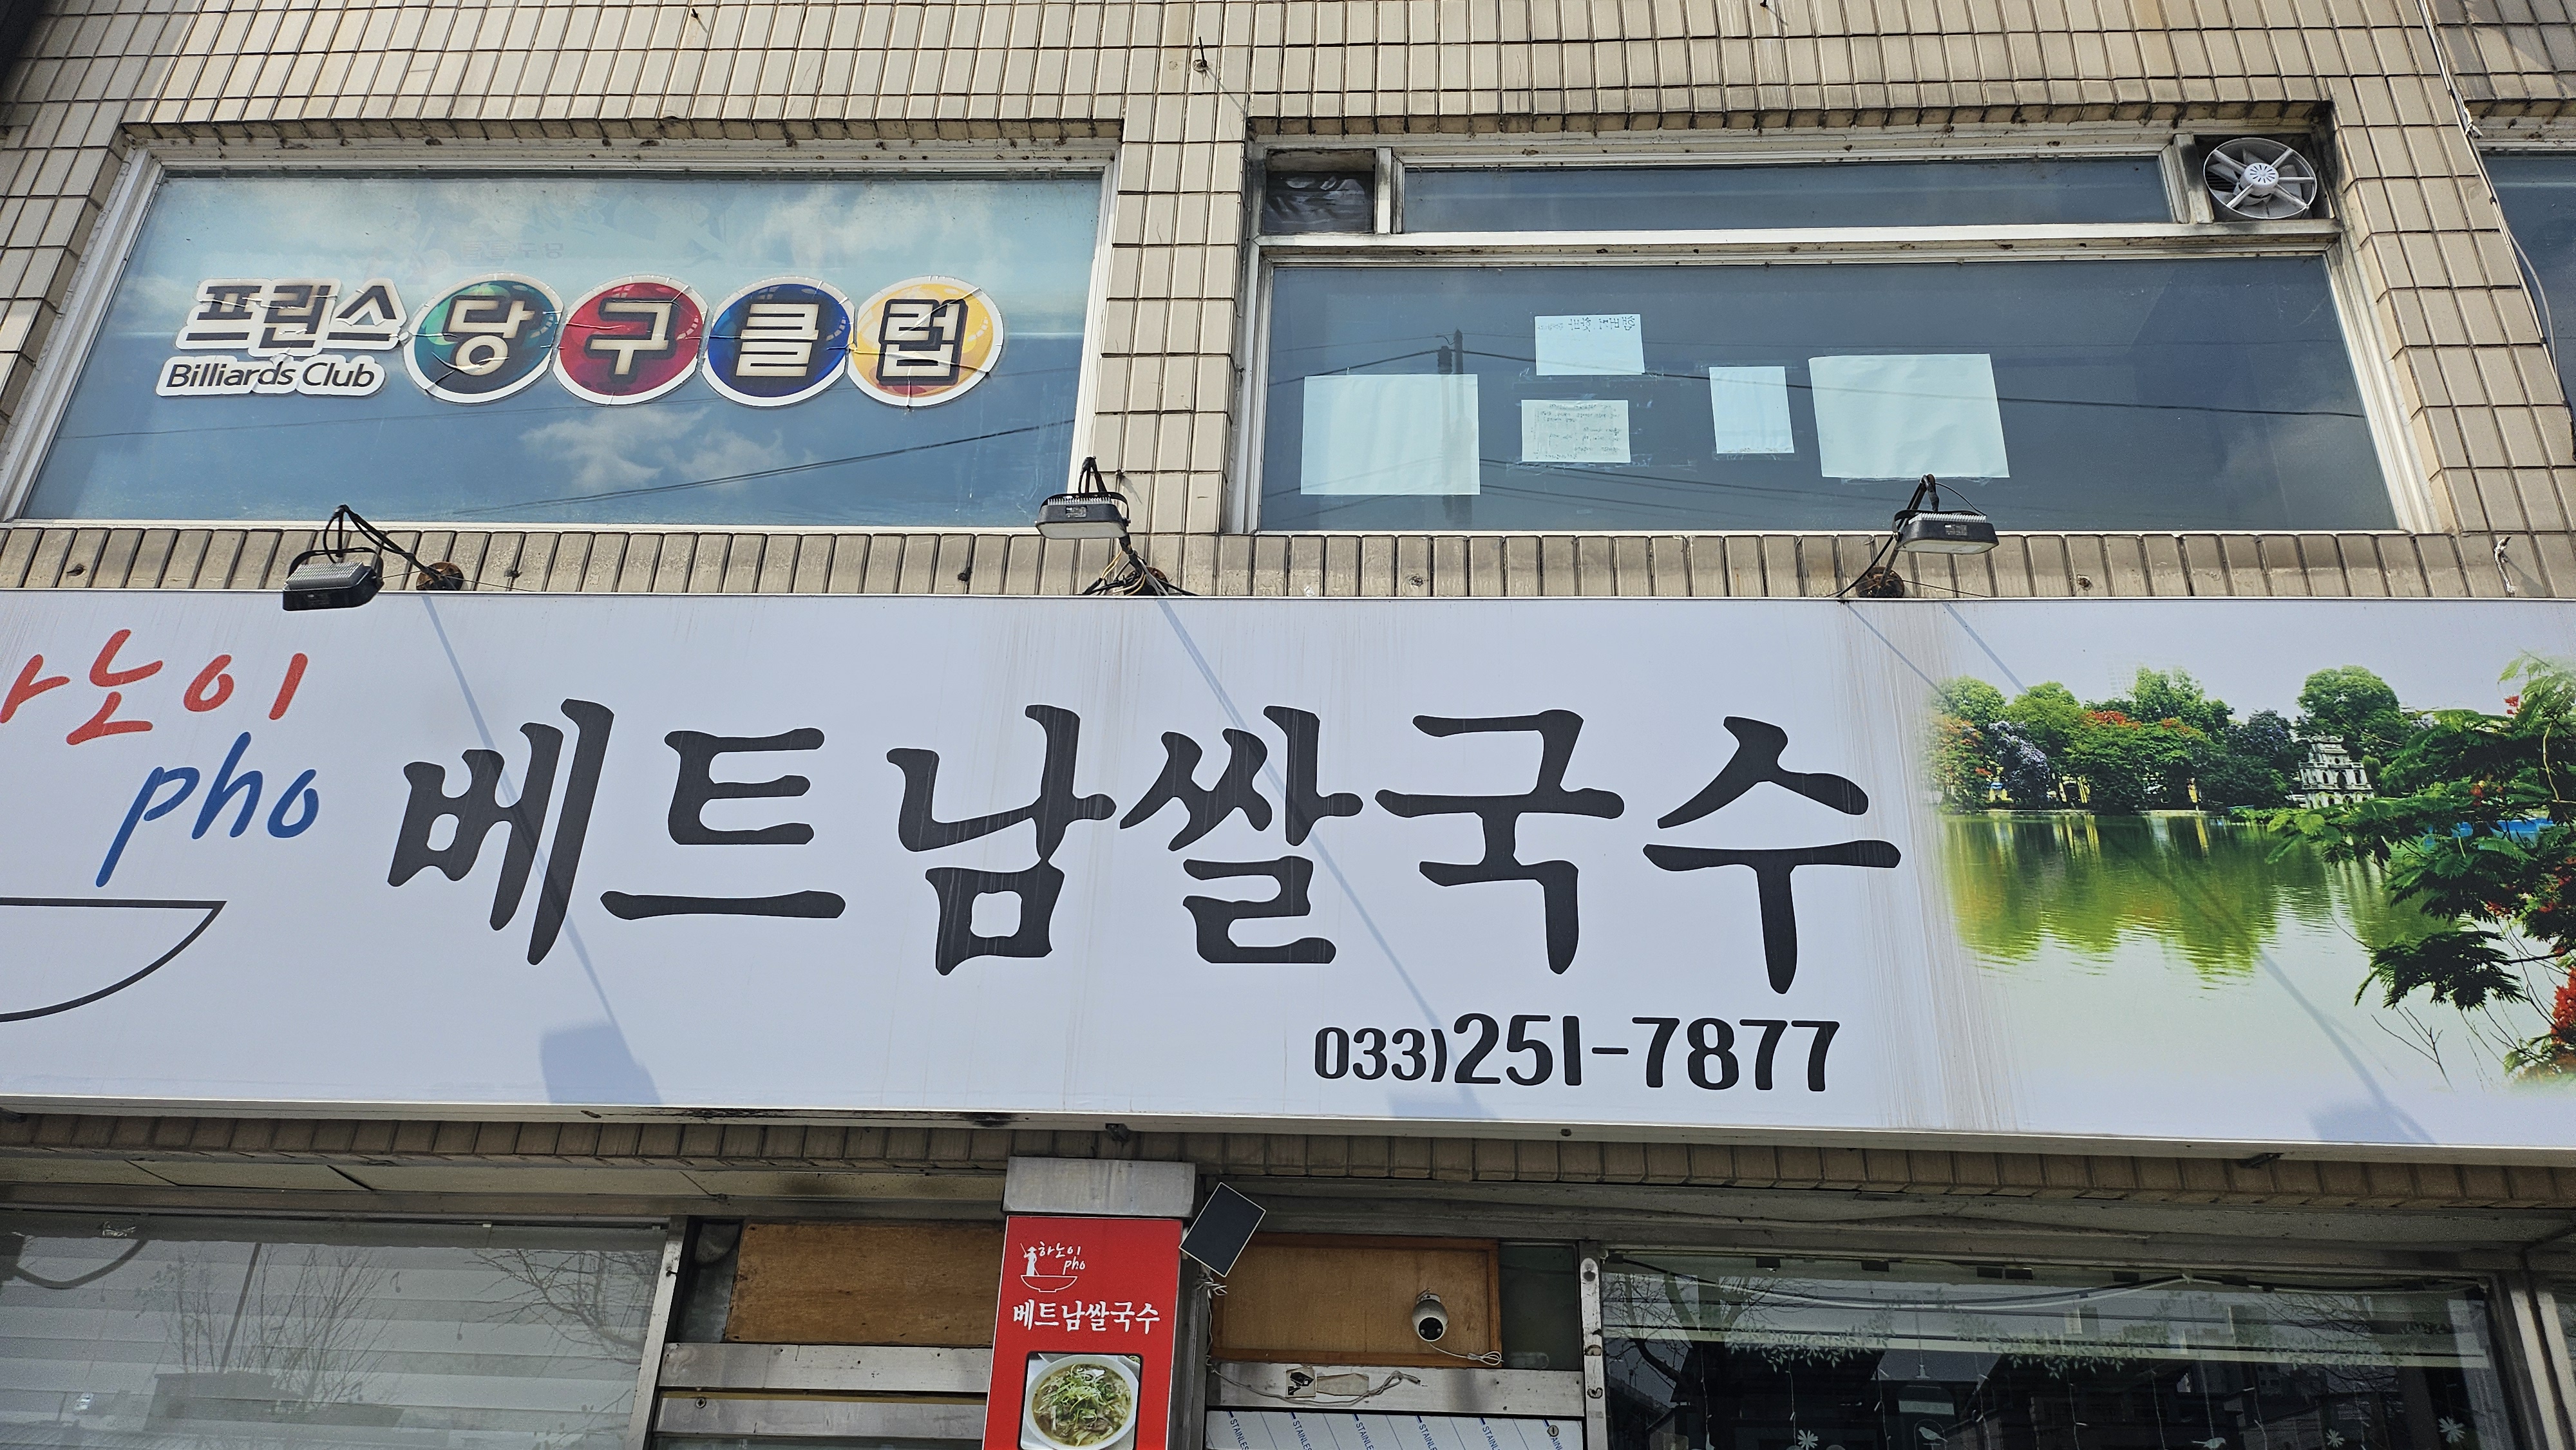 프린스 당구클럽
Billiards Club
하노이
pho
베트남쌀국수
033)251-7877
하노이
pho
베트남쌀국수